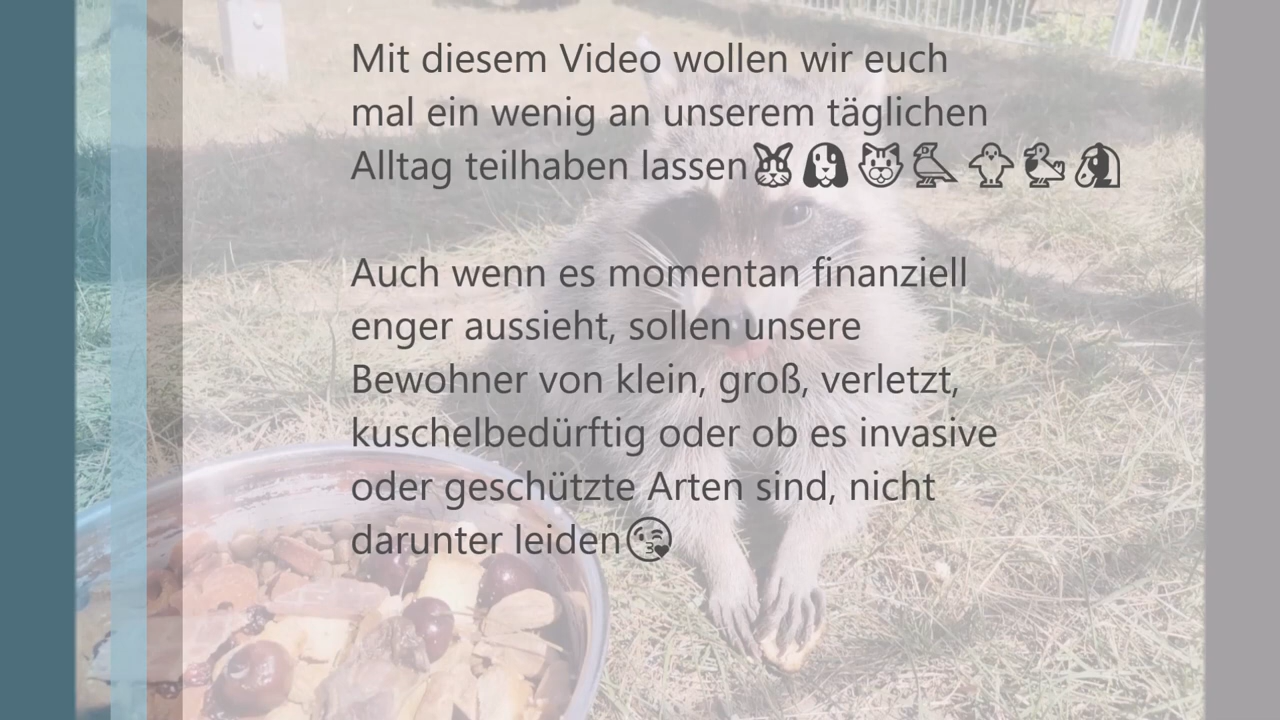 Mit diesem Video wollen wir euch
mal ein wenig an unserem täglichen
Alltag teilhaben lassen🐰🐶🐱🐦🐤🦆🐴
Auch wenn es momentan finanziell
enger aussieht, sollen unsere
Bewohner von klein, groß, verletzt,
kuschelbedürftig oder ob es invasive
oder geschützte Arten sind, nicht
darunter leiden😘